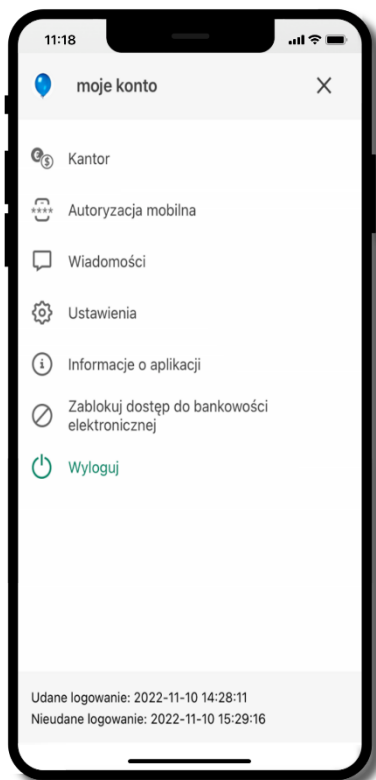 11:18
moje konto
Kantor
Autoryzacja mobilna
Wiadomości
Ustawienia
Informacje o aplikacji
Zablokuj dostęp do bankowości
elektronicznej
Wyloguj
Udane logowanie: 2022-11-10 14:28:11
Nieudane logowanie: 2022-11-10 15:29:16